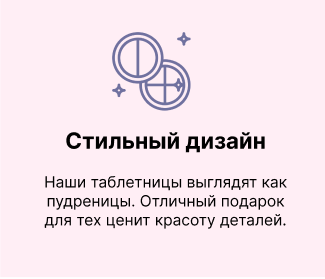 Стильный дизайн
Наши таблетницы выглядят как
пудреницы. Отличный подарок
для тех ценит красоту деталей.